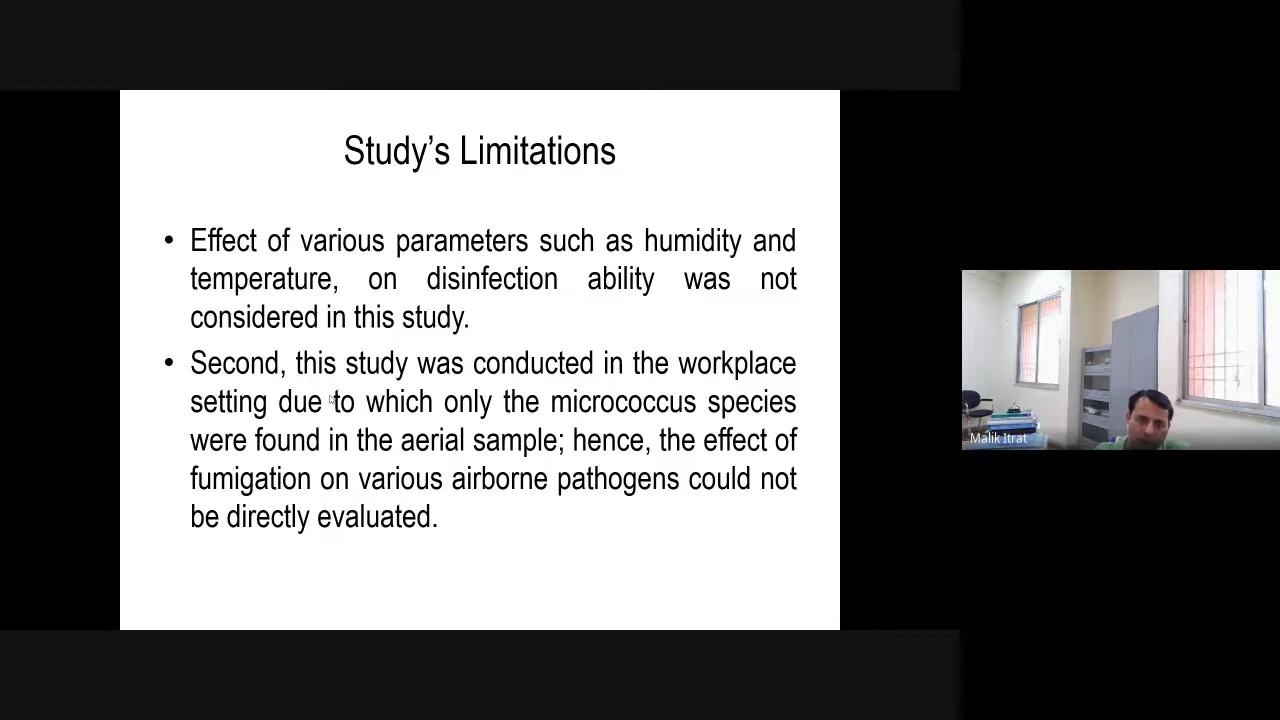 Study’s Limitations
• Effect of various parameters such as humidity and
temperature, on disinfection ability was not
considered in this study.
• Second, this study was conducted in the workplace
setting due to which only the micrococcus species
were found in the aerial sample; hence, the effect of
fumigation on various airborne pathogens could not
be directly evaluated.
Malik Itrat